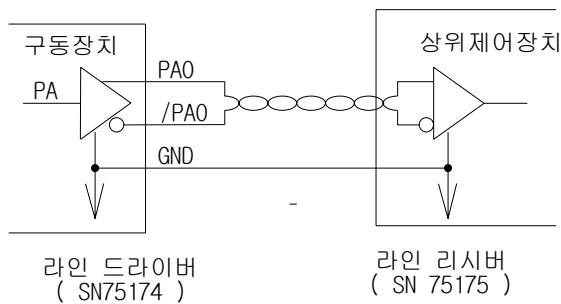 구동장치
상위제어장치
PAO
PA
/PAO
GND
라인 드라이버
( SN75174 )
라인 리시버
( SN 75175 )